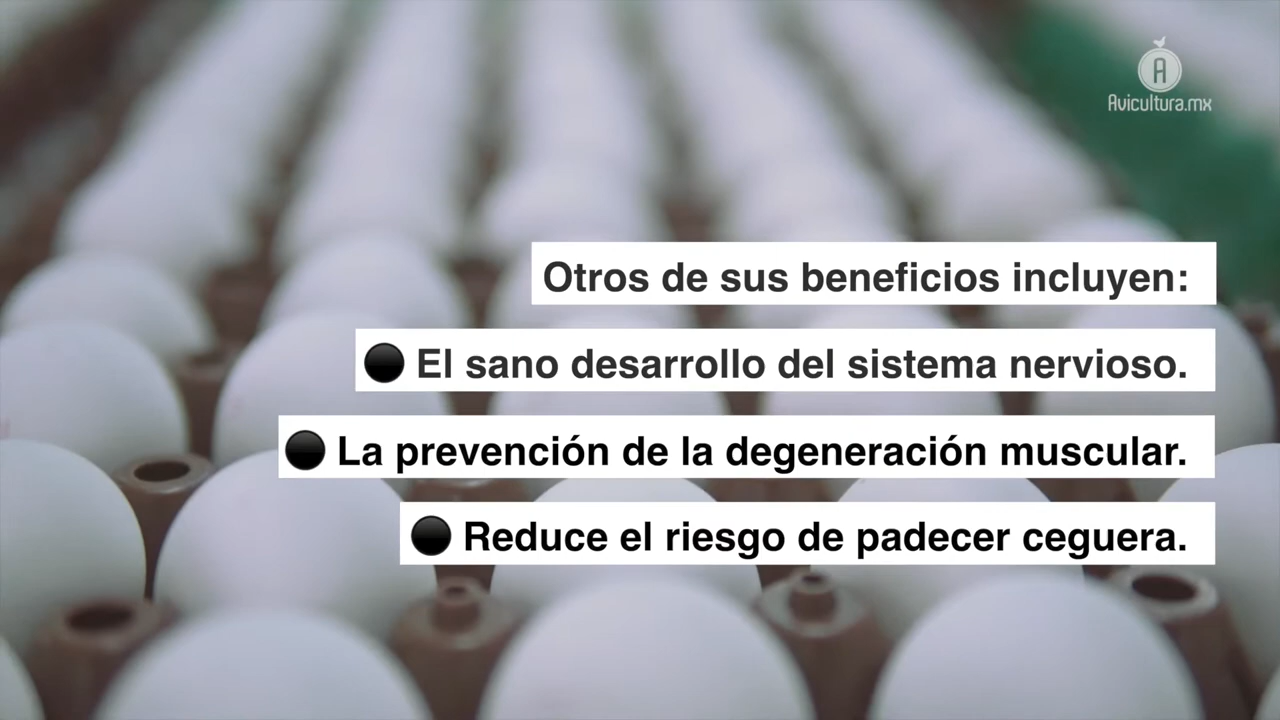 A
Avicultura.mx
Otros de sus beneficios incluyen:
● El sano desarrollo del sistema nervioso.
● La prevención de la degeneración muscular.
● Reduce el riesgo de padecer ceguera.